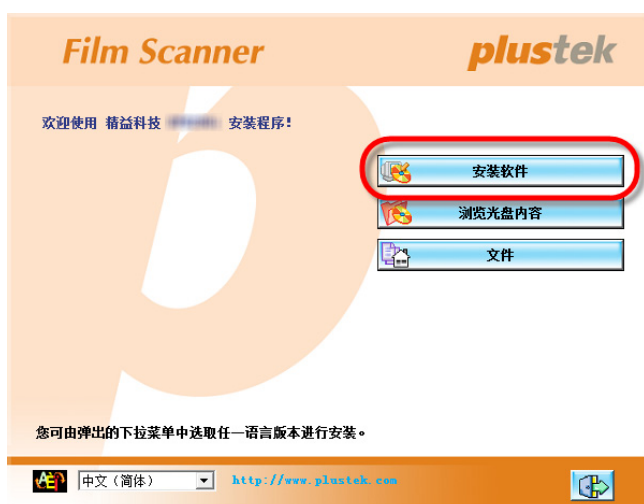 Film Scanner
plustek
欢迎使用 精益科技 安装程序!
安装软件
浏览光盘内容
文件
您可由弹出的下拉菜单中选取任一语言版本进行安装。
中文（简体）
http://www.plustek.com